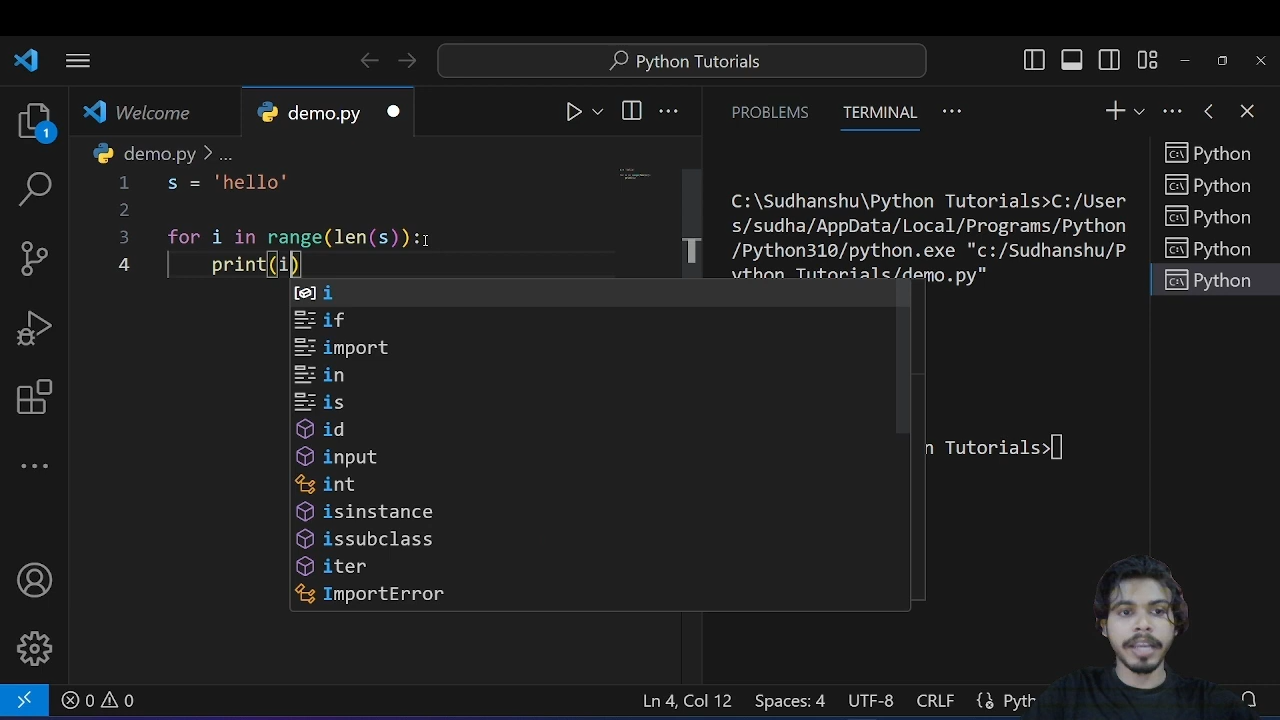 Python Tutorials
Welcome
demo.py
PROBLEMS
TERMINAL
1
demo.py > ...
1 s = 'hello'
2
3 for i in range(len(s)):
4 print(i)
i
if
import
in
is
id
input
int
isinstance
issubclass
iter
ImportError
C:\Sudhanshu\Python Tutorials>C:/User
s/sudha/AppData/Local/Programs/Python
/Python310/python.exe "c:/Sudhanshu/P
ython Tutorials/demo.py"
n Tutorials>
Python
Python
Python
Python
Python
0 0
Ln 4, Col 12
Spaces: 4
UTF-8
CRLF
{} Pyth